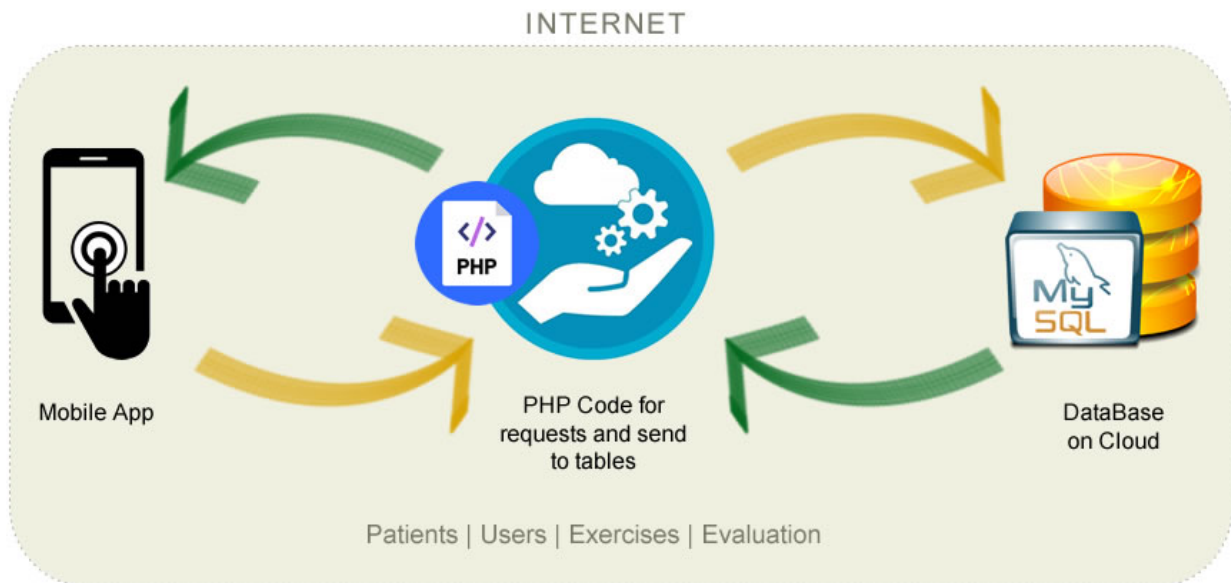 INTERNET
</>
PHP
My
SQL
Mobile App
PHP Code for
requests and send
to tables
DataBase
on Cloud
Patients | Users | Exercises | Evaluation